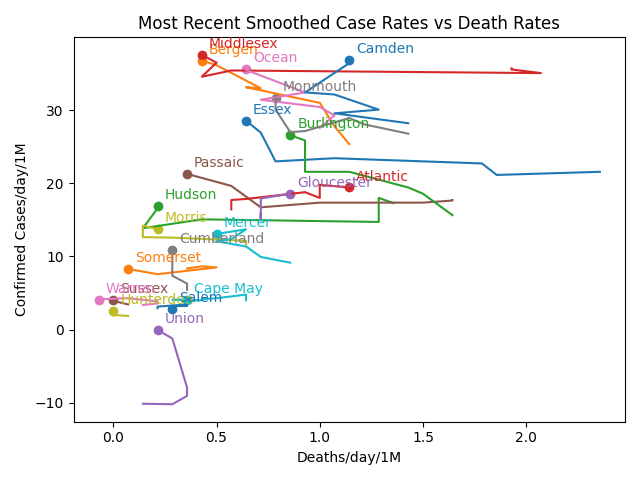 Most Recent Smoothed Case Rates vs Death Rates
Middlesex
Bergen
Camden
Ocean
Monmouth
Essex
Burlington
Passaic
Atlantic
Gloucester
Hudson
Morris
Mercer
Cumberland
Somerset
Warren
Sussex
Cape May
Hunterdon
Salem
Union
Confirmed Cases/day/1M
30
20
10
0
−10
0.0 0.5 1.0 1.5 2.0
Deaths/day/1M